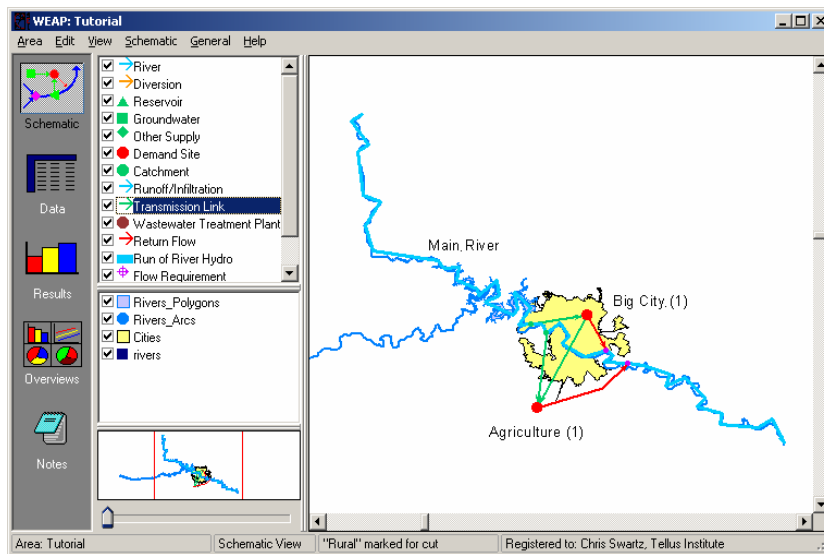 WEAP: Tutorial
Area Edit View Schematic General Help
Schematic
Data
Results
Overviews
Notes
River
Diversion
Reservoir
Groundwater
Other Supply
Demand Site
Catchment
Runoff/Infiltration
Transmission Link
Wastewater Treatment Plant
Return Flow
Run of River Hydro
Flow Requirement
Rivers_Polygons
Rivers_Arcs
Cities
rivers
Main River
Big City (1)
Agriculture (1)
Area: Tutorial Schematic View "Rural" marked for cut Registered to: Chris Swartz, Tellus Institute